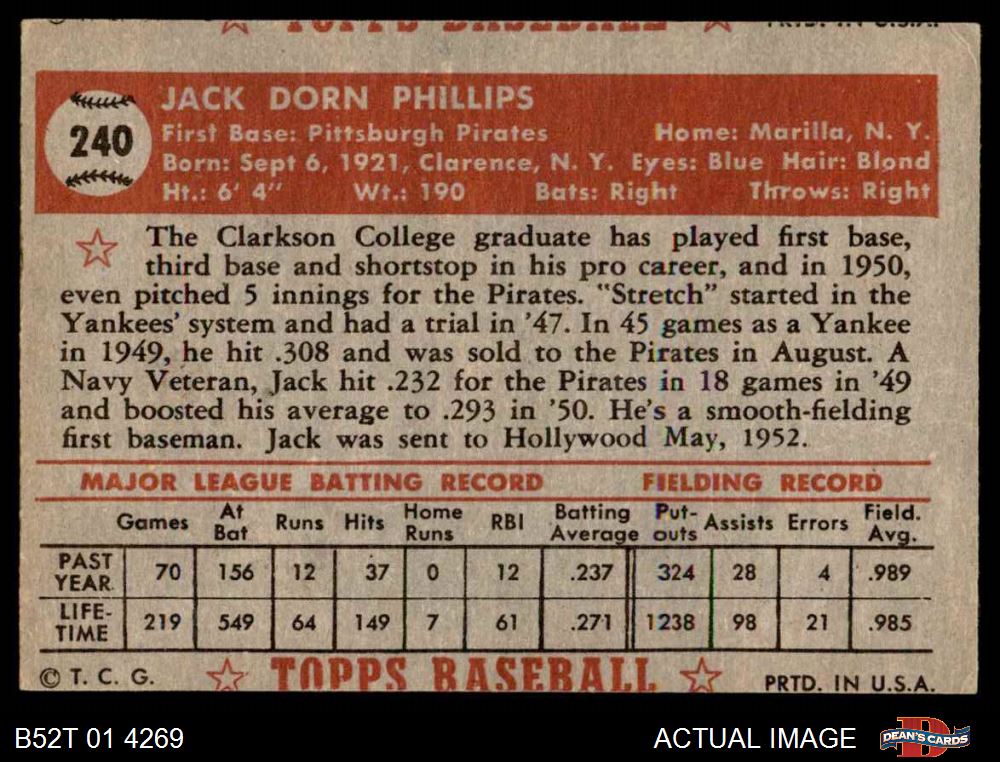 TOPPS BASEBALL PRTD. IN U.S.A.
240
JACK DORN PHILLIPS
First Base: Pittsburgh Pirates Home: Marilla, N. Y.
Born: Sept 6, 1921, Clarence, N. Y. Eyes: Blue Hair: Blond
Ht.: 6' 4" Wt.: 190 Bats: Right Throws: Right
The Clarkson College graduate has played first base,
third base and shortstop in his pro career, and in 1950,
even pitched 5 innings for the Pirates. "Stretch" started in the
Yankees' system and had a trial in '47. In 45 games as a Yankee
in 1949, he hit .308 and was sold to the Pirates in August. A
Navy Veteran, Jack hit .232 for the Pirates in 18 games in '49
and boosted his average to .293 in '50. He's a smooth-fielding
first baseman. Jack was sent to Hollywood May, 1952.
MAJOR LEAGUE BATTING RECORD FIELDING RECORD
Games At Bat Runs Hits Home Runs RBI Batting Average Put-outs Assists Errors Field. Avg.
PAST YEAR 70 156 12 37 0 12 .237 324 28 4 .989
LIFE-TIME 219 549 64 149 7 61 .271 1238 98 21 .985
© T. C. G. TOPPS BASEBALL PRTD. IN U.S.A.
B52T 01 4269 ACTUAL IMAGE DEAN'S CARDS